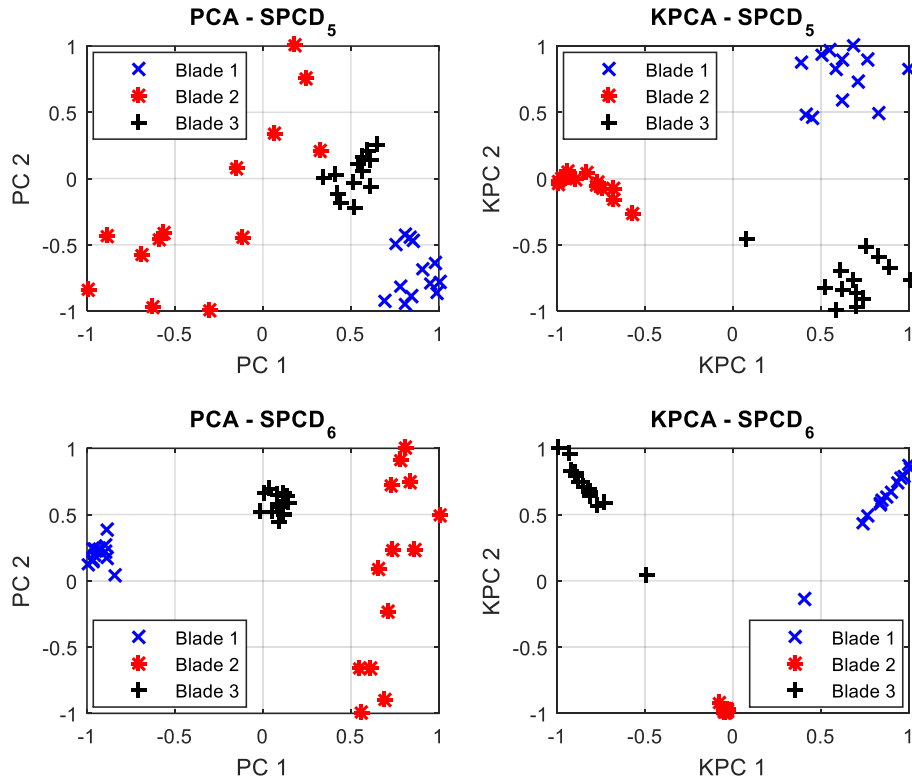 PCA - SPCD5
KPCA - SPCD5
1
0.5
0
-0.5
-1
PC 2
Blade 1
Blade 2
Blade 3
-1
-0.5
0
0.5
1
PC 1
1
0.5
0
-0.5
-1
KPC 2
Blade 1
Blade 2
Blade 3
-1
-0.5
0
0.5
1
KPC 1
PCA - SPCD6
KPCA - SPCD6
1
0.5
0
-0.5
-1
PC 2
Blade 1
Blade 2
Blade 3
-1
-0.5
0
0.5
1
PC 1
1
0.5
0
-0.5
-1
KPC 2
Blade 1
Blade 2
Blade 3
-1
-0.5
0
0.5
1
KPC 1